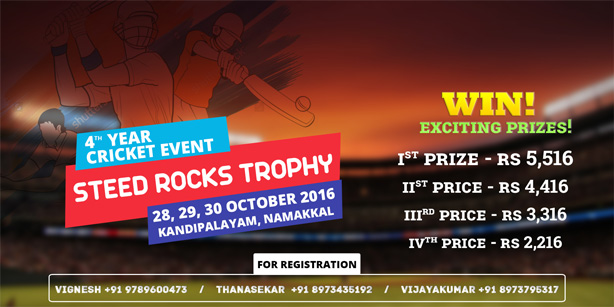 4TH YEAR
CRICKET EVENT
STEED ROCKS TROPHY
28, 29, 30 OCTOBER 2016
KANDIPALAYAM, NAMAKKAL
WIN!
EXCITING PRIZES!
IST PRIZE - RS 5,516
IIST PRICE - RS 4,416
IIIRD PRICE - RS 3,316
IVTH PRICE - RS 2,216
FOR REGISTRATION
VIGNESH +91 9789600473 / THANASEKAR +91 8973435192 / VIJAYAKUMAR +91 8973795317